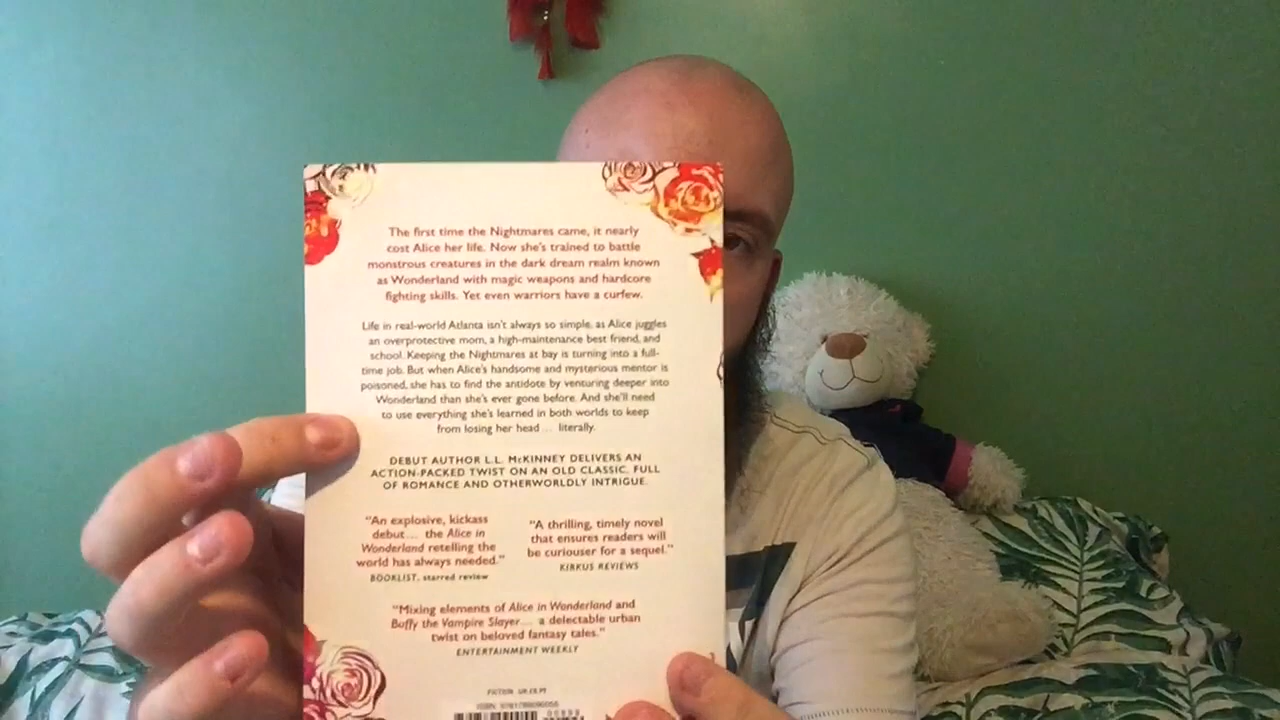 The first time the Nightmares came, it nearly
cost Alice her life. Now she's trained to battle
monstrous creatures in the dark dream realm known
as Wonderland with magic weapons and hardcore
fighting skills. Yet even warriors have a curfew.
Life in real-world Atlanta isn't always so simple, as Alice juggles
an overprotective mom, a high-maintenance best friend, and
school. Keeping the Nightmares at bay is turning into a full-
time job. But when Alice's handsome and mysterious mentor is
poisoned, she has to find the antidote by venturing deeper into
Wonderland than she's ever gone before. And she'll need
to use everything she's learned in both worlds to keep
from losing her head... literally.
DEBUT AUTHOR L.L. McKINNEY DELIVERS AN
ACTION-PACKED TWIST ON AN OLD CLASSIC, FULL
OF ROMANCE AND OTHERWORLDLY INTRIGUE.
"An explosive, kickass
debut... the Alice in
Wonderland retelling the
world has always needed."
BOOKLIST, starred review
"A thrilling, timely novel
that ensures readers will
be curiouser for a sequel."
KIRKUS REVIEWS
"Mixing elements of Alice in Wonderland and
Buffy the Vampire Slayer... a delectable urban
twist on beloved fantasy tales."
ENTERTAINMENT WEEKLY
FICTION
ISBN